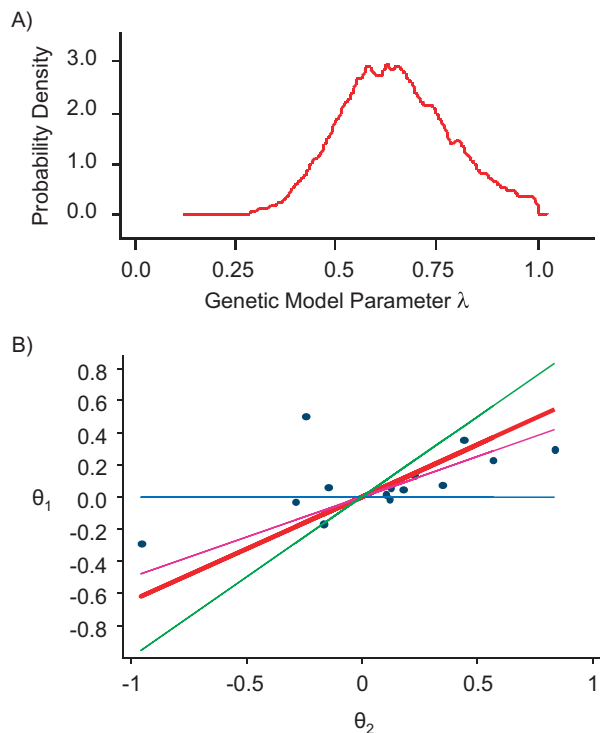 A)
Probability Density
3.0
2.0
1.0
0.0
0.0 0.25 0.5 0.75 1.0
Genetic Model Parameter λ
B)
θ1
0.8
0.6
0.4
0.2
0.0
-0.2
-0.4
-0.6
-0.8
-1 -0.5 0 0.5 1
θ2